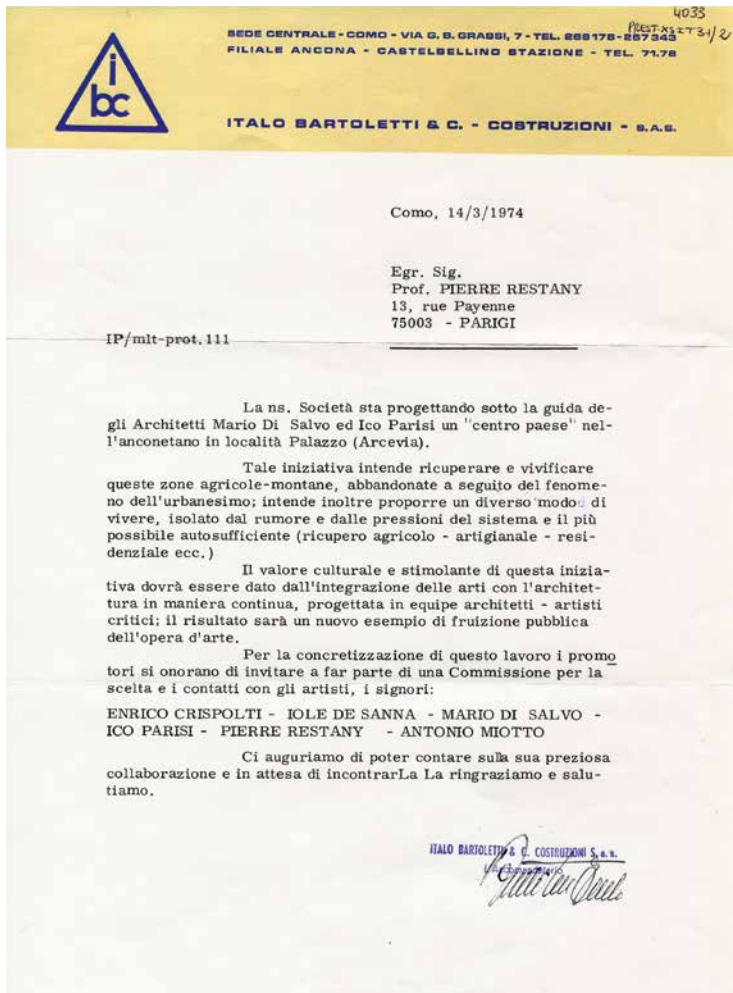 4033
PREST XS IT 31/2
SEDE CENTRALE - COMO - VIA G. B. GRASSI, 7 - TEL. 268178 - 267343
FILIALE ANCONA - CASTELBELLINO STAZIONE - TEL. 71.78
ibc
ITALO BARTOLETTI & C. - COSTRUZIONI - S.A.S.
Como, 14/3/1974
Egr. Sig.
Prof. PIERRE RESTANY
13, rue Payenne
75003 - PARIGI
IP/mlt-prot. 111
La ns. Società sta progettando sotto la guida de-
gli Architetti Mario Di Salvo ed Ico Parisi un "centro paese" nel-
l'anconetano in località Palazzo (Arcevia).
Tale iniziativa intende ricuperare e vivificare
queste zone agricole-montane, abbandonate a seguito del fenome-
no dell'urbanesimo; intende inoltre proporre un diverso modo di
vivere, isolato dal rumore e dalle pressioni del sistema e il più
possibile autosufficiente (ricupero agricolo - artigianale - resi-
denziale ecc.)
Il valore culturale e stimolante di questa inizia-
tiva dovrà essere dato dall'integrazione delle arti con l'architet-
tura in maniera continua, progettata in equipe architetti - artisti
critici; il risultato sarà un nuovo esempio di fruizione pubblica
dell'opera d'arte.
Per la concretizzazione di questo lavoro i promo
tori si onorano di invitare a far parte di una Commissione per la
scelta e i contatti con gli artisti, i signori:
ENRICO CRISPOLTI - IOLE DE SANNA - MARIO DI SALVO -
ICO PARISI - PIERRE RESTANY - ANTONIO MIOTTO
Ci auguriamo di poter contare sulla sua preziosa
collaborazione e in attesa di incontrarLa La ringraziamo e salu-
tiamo.
ITALO BARTOLETTI & C. COSTRUZIONI S.a.s.